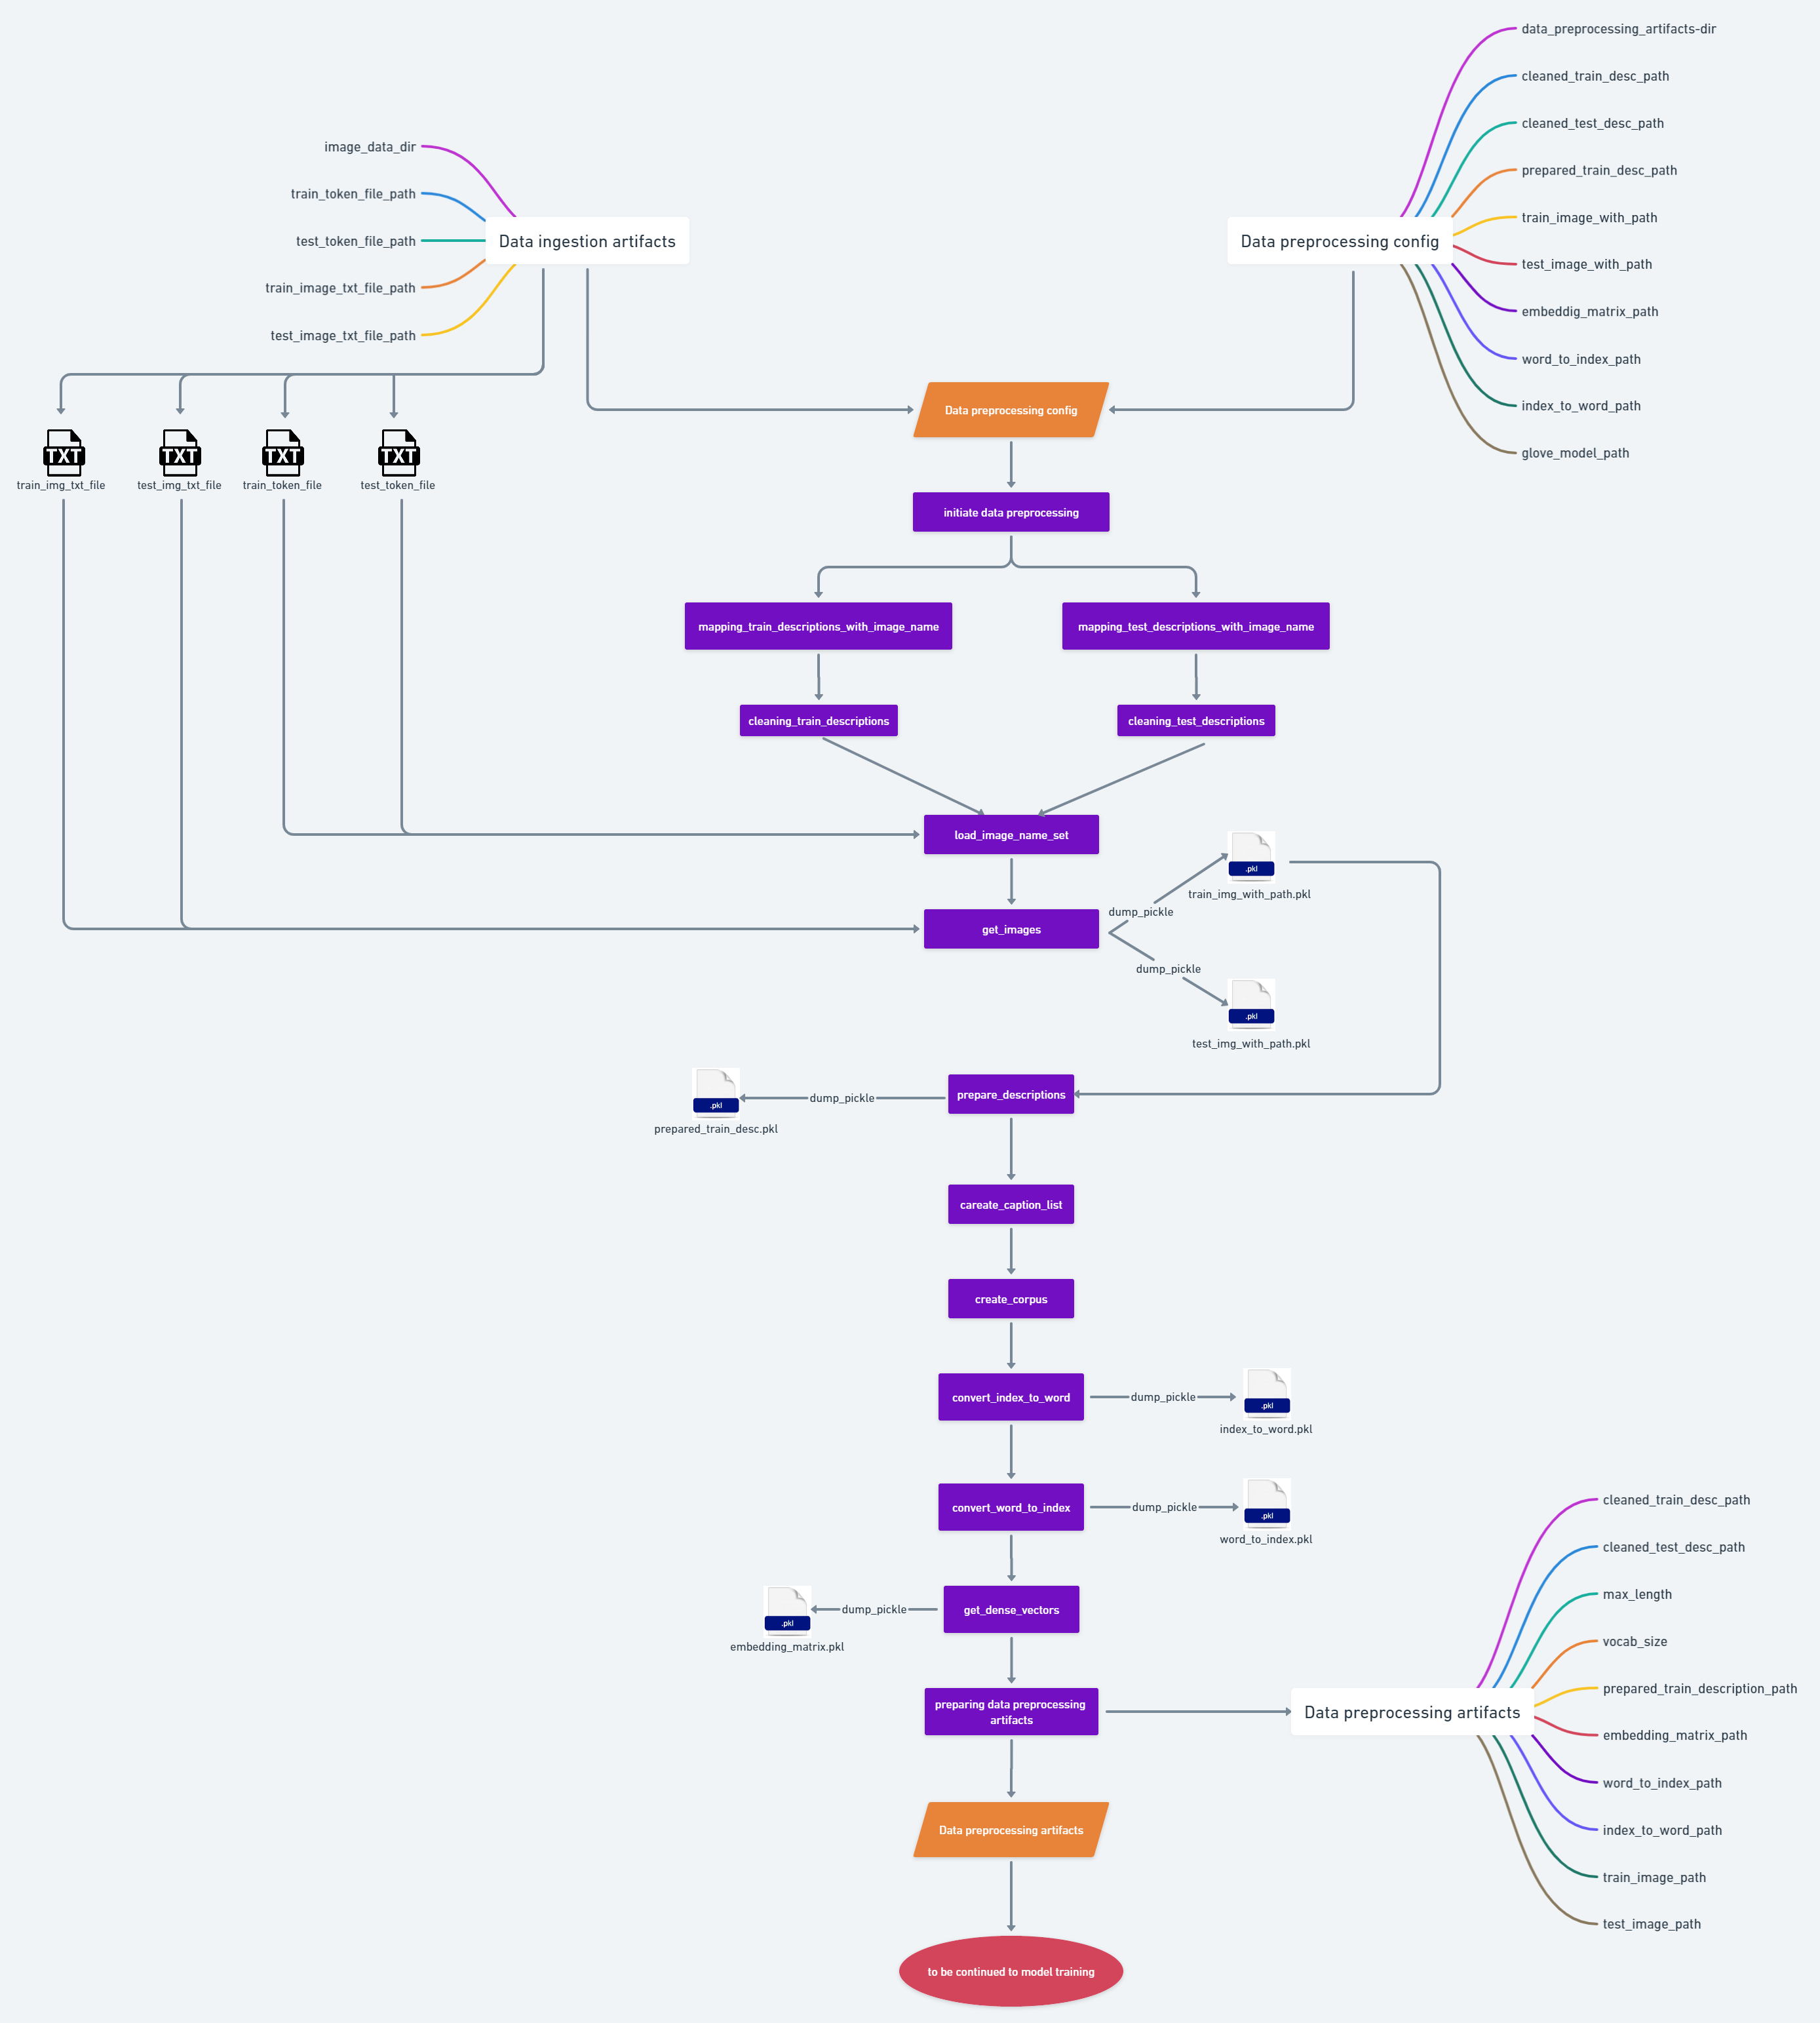 data_preprocessing_artifacts-dir
cleaned_train_desc_path
cleaned_test_desc_path
prepared_train_desc_path
train_image_with_path
test_image_with_path
embeddig_matrix_path
word_to_index_path
index_to_word_path
glove_model_path
Data preprocessing config
image_data_dir
train_token_file_path
test_token_file_path
train_image_txt_file_path
test_image_txt_file_path
Data ingestion artifacts
TXT
train_img_txt_file
TXT
test_img_txt_file
TXT
train_token_file
TXT
test_token_file
Data preprocessing config
initiate data preprocessing
mapping_train_descriptions_with_image_name
mapping_test_descriptions_with_image_name
cleaning_train_descriptions
cleaning_test_descriptions
load_image_name_set
get_images
dump_pickle
.pkl
train_img_with_path.pkl
dump_pickle
.pkl
test_img_with_path.pkl
prepare_descriptions
dump_pickle
.pkl
prepared_train_desc.pkl
careate_caption_list
create_corpus
convert_index_to_word
dump_pickle
.pkl
index_to_word.pkl
convert_word_to_index
dump_pickle
.pkl
word_to_index.pkl
get_dense_vectors
dump_pickle
.pkl
embedding_matrix.pkl
preparing data preprocessing
artifacts
Data preprocessing artifacts
cleaned_train_desc_path
cleaned_test_desc_path
max_length
vocab_size
prepared_train_description_path
embedding_matrix_path
word_to_index_path
index_to_word_path
train_image_path
test_image_path
Data preprocessing artifacts
to be continued to model training